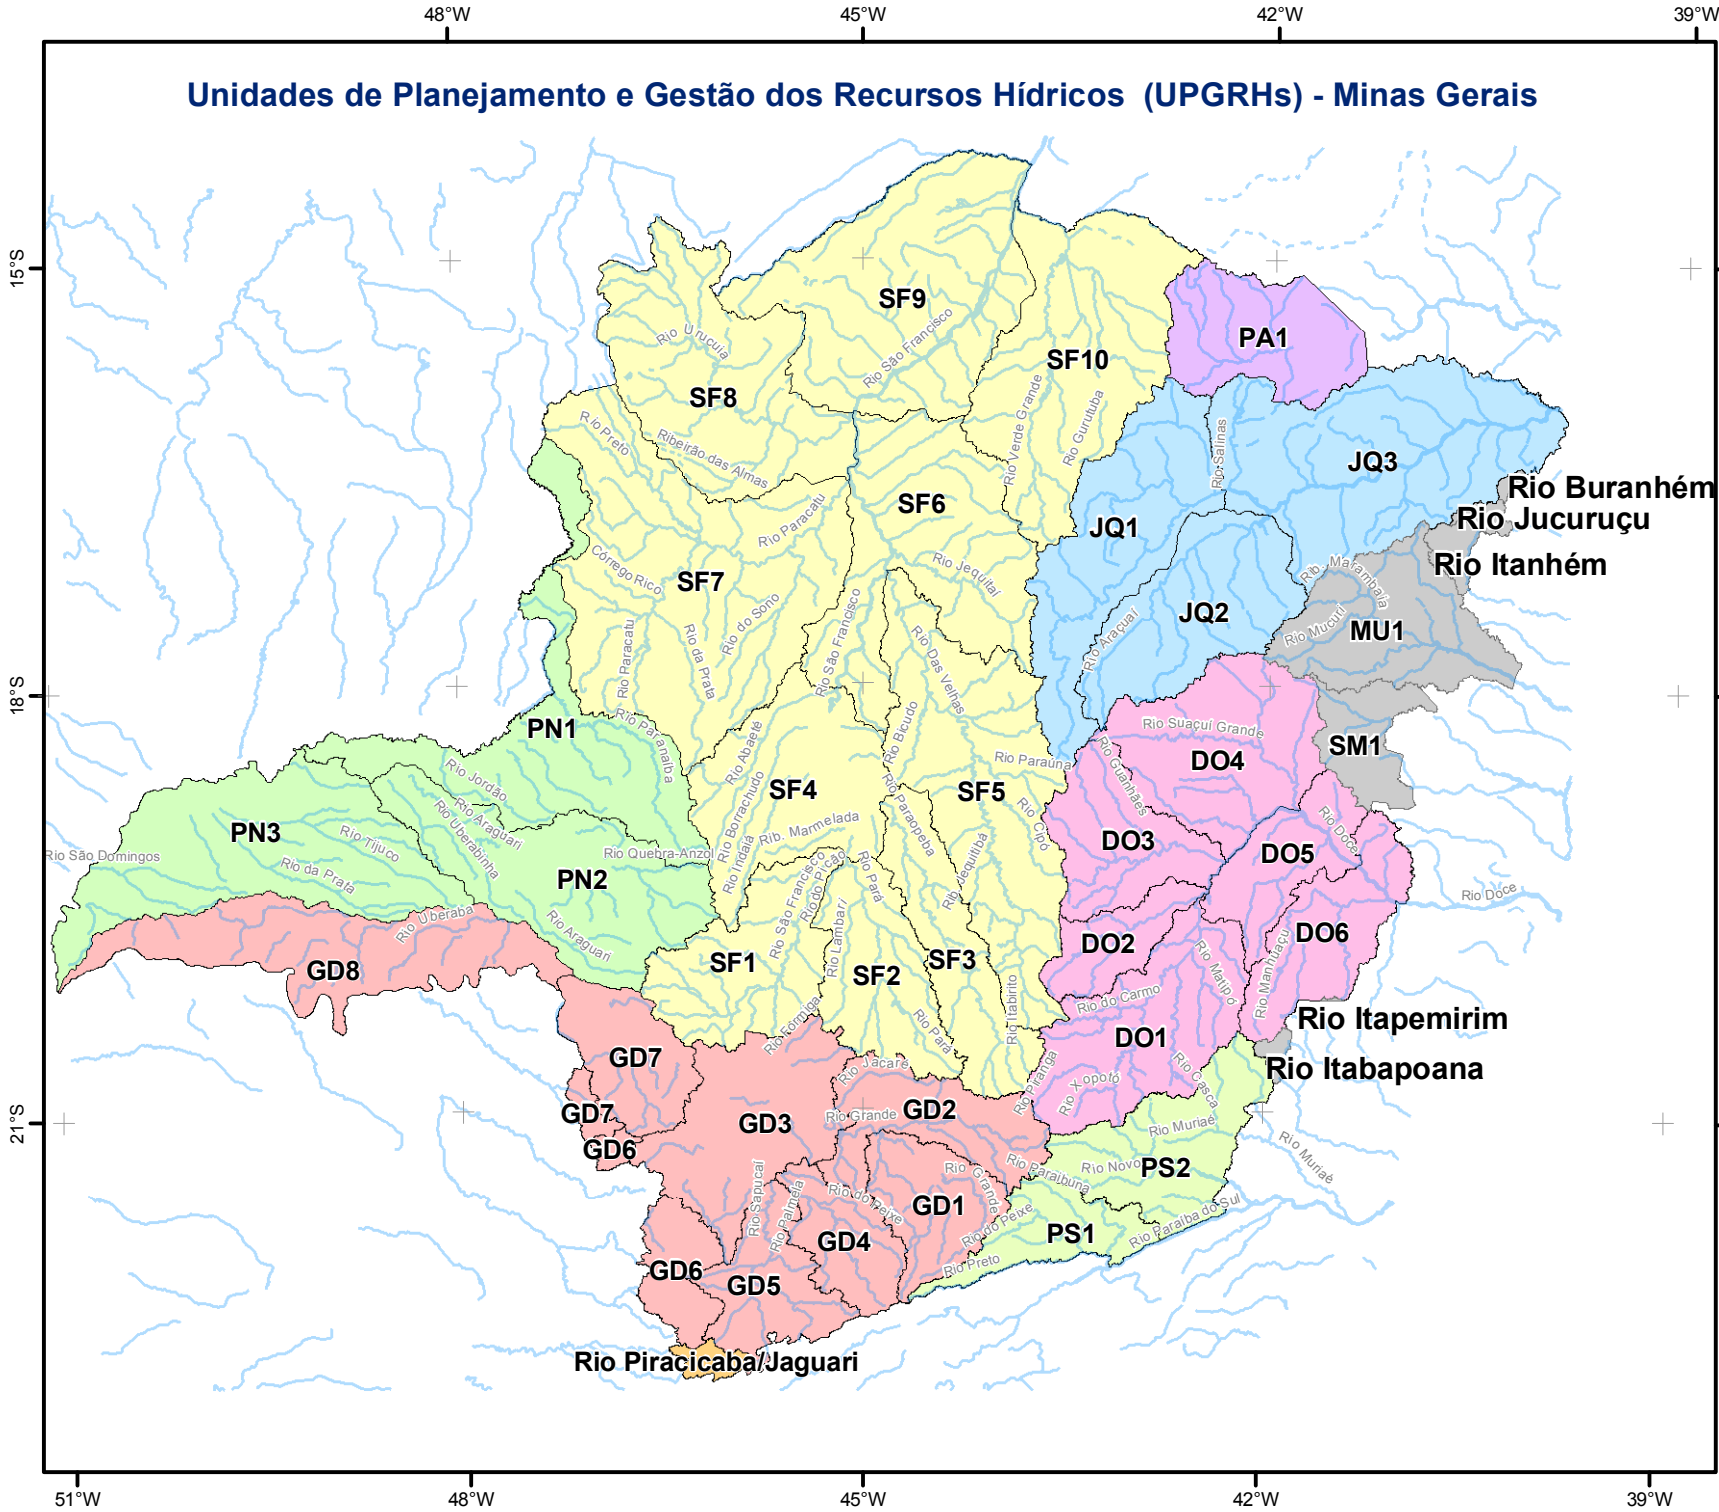 48°W
45°W
42°W
39°W
Unidades de Planejamento e Gestão dos Recursos Hídricos (UPGRHs) - Minas Gerais
15°S
18°S
21°S
SF9
PA1
Rio Urucuia
Rio São Francisco
SF10
SF8
Rio Verde Grande
Rio Gurutuba
Rio Preto
Ribeirão das Almas
Rio Salinas
JQ3
Rio Buranhém
SF6
Rio Paracatu
JQ1
Rio Jucuruçu
Rio Itanhém
Córrego Rico
SF7
Rio Jequitaí
Rib. Marambaia
Rio do Sono
Rio São Francisco
JQ2
Rio Mucuri
MU1
Rio Paracatu
Rio da Prata
Rio Das Velhas
Rio Araçuaí
PN1
Rio Paranaíba
Rio Abaeté
Rio Bicudo
Rio Suaçuí Grande
SM1
Rio Paraúna
Rio Guanhães
DO4
Rio Jordão
SF4
SF5
Rio Borrachudo
Rio Paraopeba
Rio Cipó
PN3
Rio Tijuco
Rio Araguari
Rio Uberabinha
Rib. Marmelada
DO3
DO5
Rio Doce
Rio São Domingos
Rio da Prata
Rio Quebra-Anzol
PN2
Rio Indaiá
Rio São Francisco
Rio do Picão
Rio Pará
Rib. Jequitibá
Rio Doce
Rio Uberaba
Rio Araguari
Rio Lambari
DO2
DO6
GD8
SF1
SF2
SF3
Rio Matipó
Rio Manhuaçu
Rio Itabirito
Rio do Carmo
Rio Formiga
Rio Pará
DO1
Rio Itapemirim
GD7
Rio Jacaré
Rio Piranga
Rio Xopotó
Rio Casca
Rio Itabapoana
GD7
GD3
Rio Grande
GD2
Rio Muriaé
GD6
Rio Muriaé
Rio Sapucaí
Rio Palmela
Rio do Peixe
Rio Grande
Rio Paraibuna
Rio Novo
PS2
GD1
Rio do Peixe
PS1
Rio Paraíba do Sul
GD4
Rio Preto
GD6
GD5
Rio Piracicaba/Jaguari
51°W
48°W
45°W
42°W
39°W